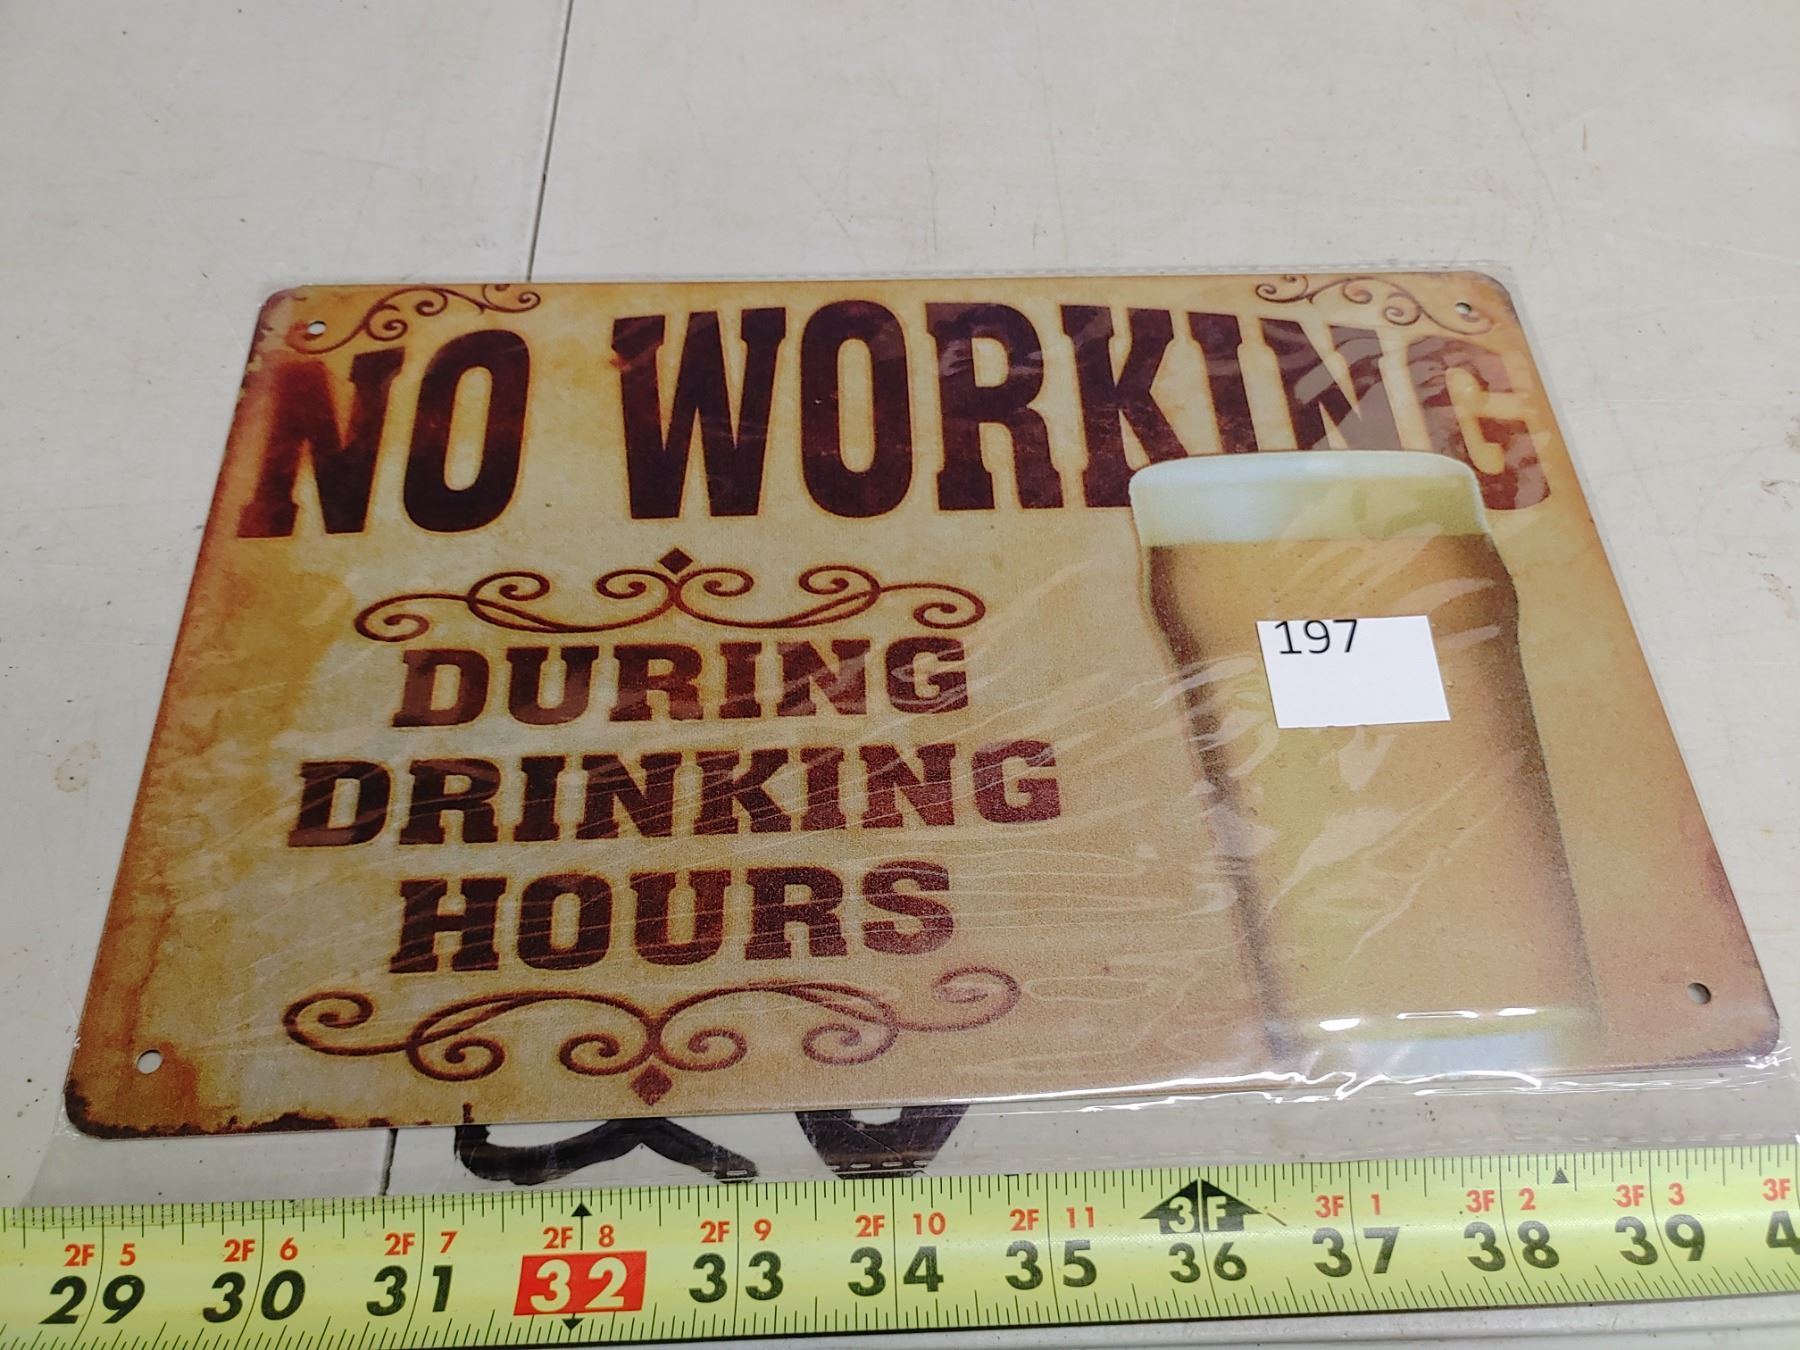 NO WORKING
DURING
DRINKING
HOURS
197
2F 5 2F 6 2F 7 2F 8 2F 9 2F 10 2F 11 3F 3F 1 3F 2 3F 3 3F
29 30 31 32 33 34 35 36 37 38 39 4